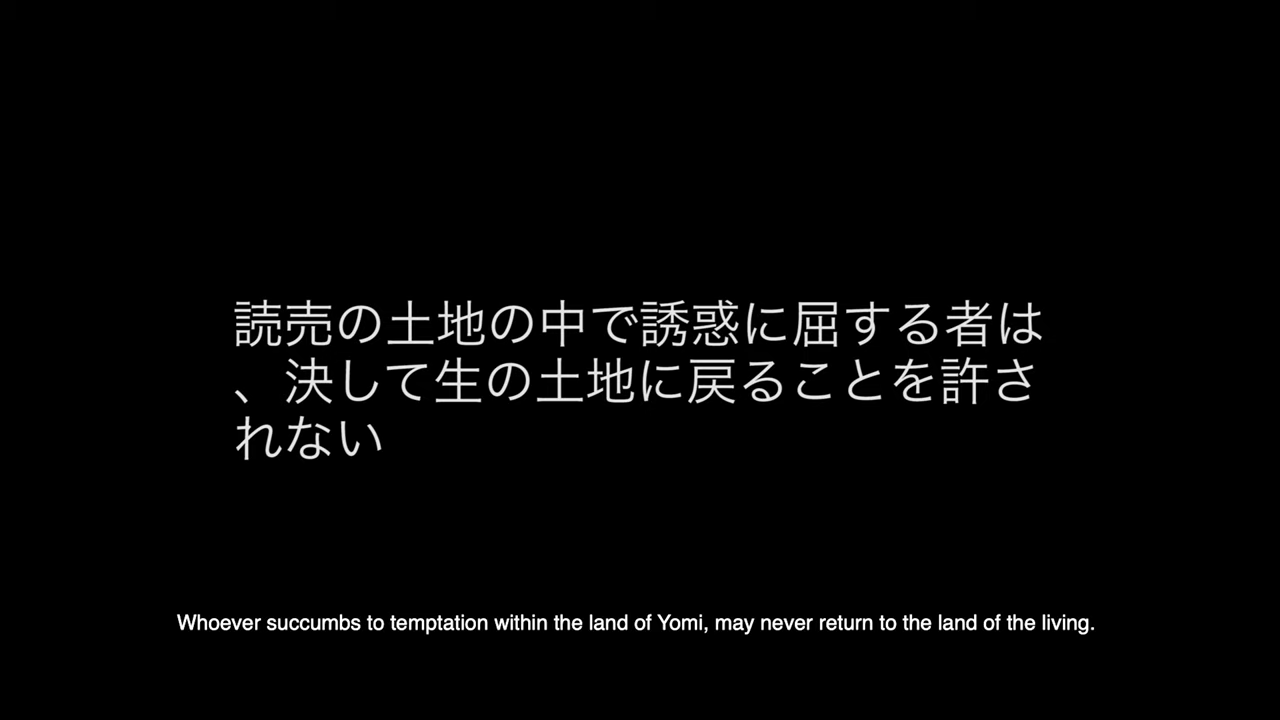 読売の土地の中で誘惑に屈する者は
、決して生の土地に戻ることを許さ
れない
Whoever succumbs to temptation within the land of Yomi, may never return to the land of the living.